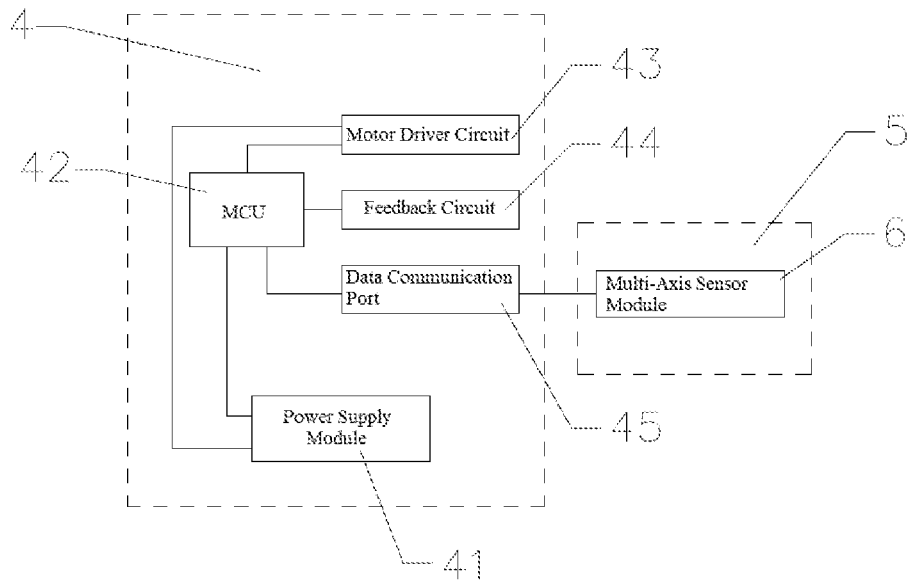 4
43
Motor Driver Circuit
44
42
MCU
Feedback Circuit
5
6
Data Communication
Port
Multi-Axis Sensor
Module
Power Supply
Module
45
41